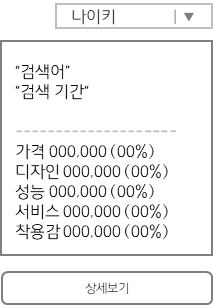 나이키
“검색어”
“검색 기간“
가격 000,000 (00%)
디자인 000,000 (00%)
성능 000,000 (00%)
서비스 000,000 (00%)
착용감 000,000 (00%)
상세보기